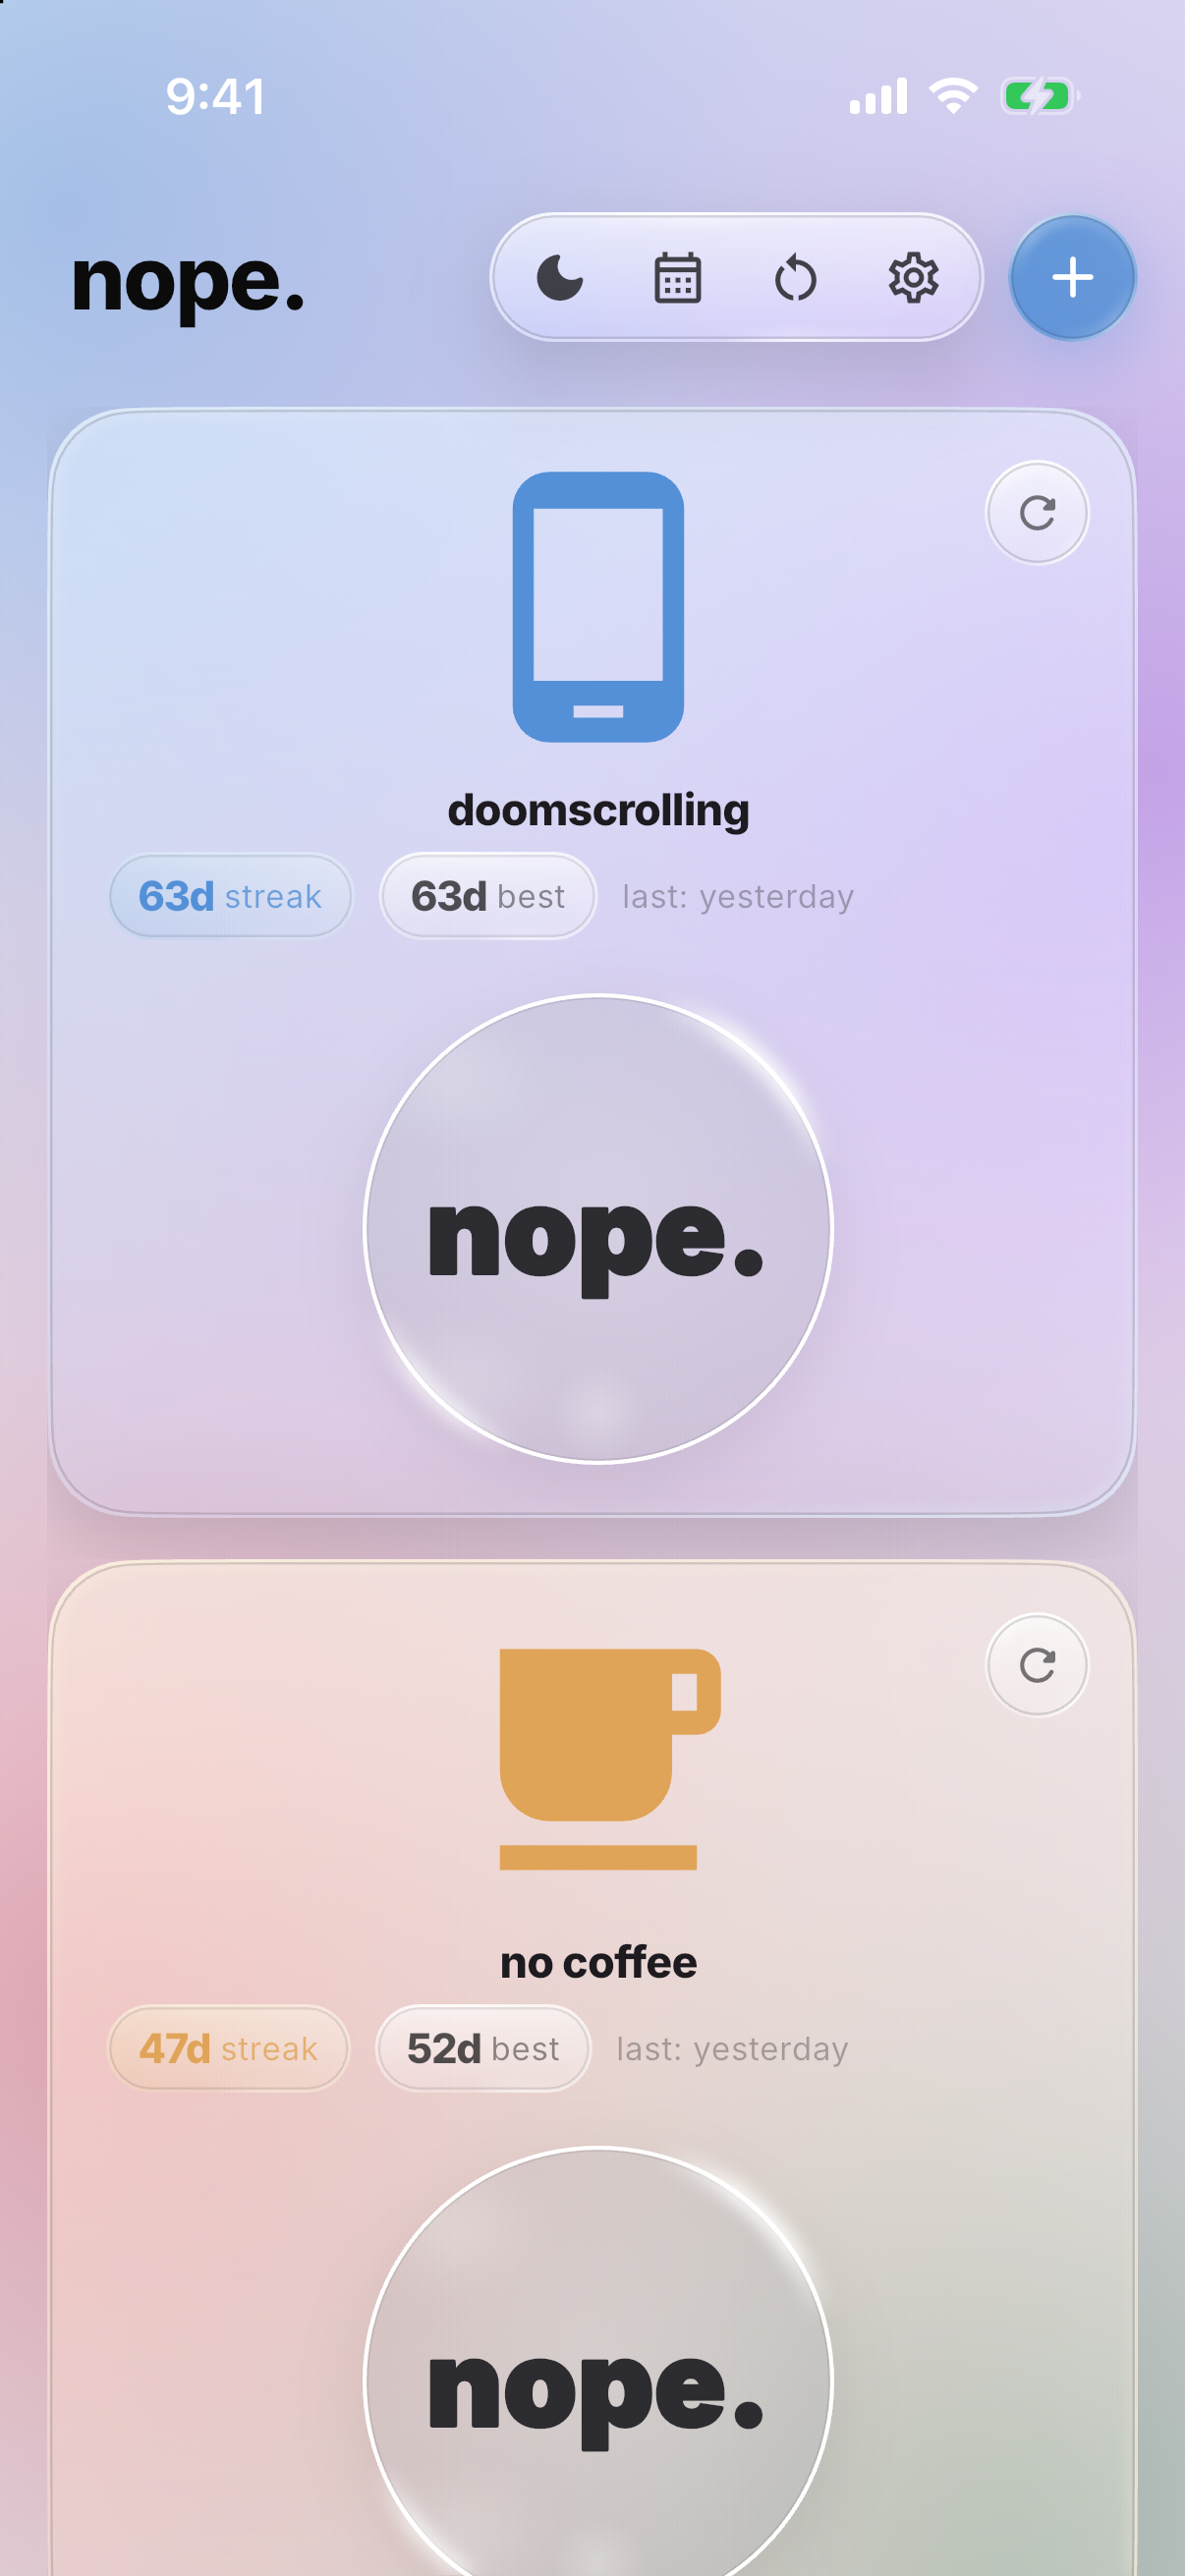 9:41
nope.
doomscrolling
63d streak 63d best last: yesterday
nope.
no coffee
47d streak 52d best last: yesterday
nope.